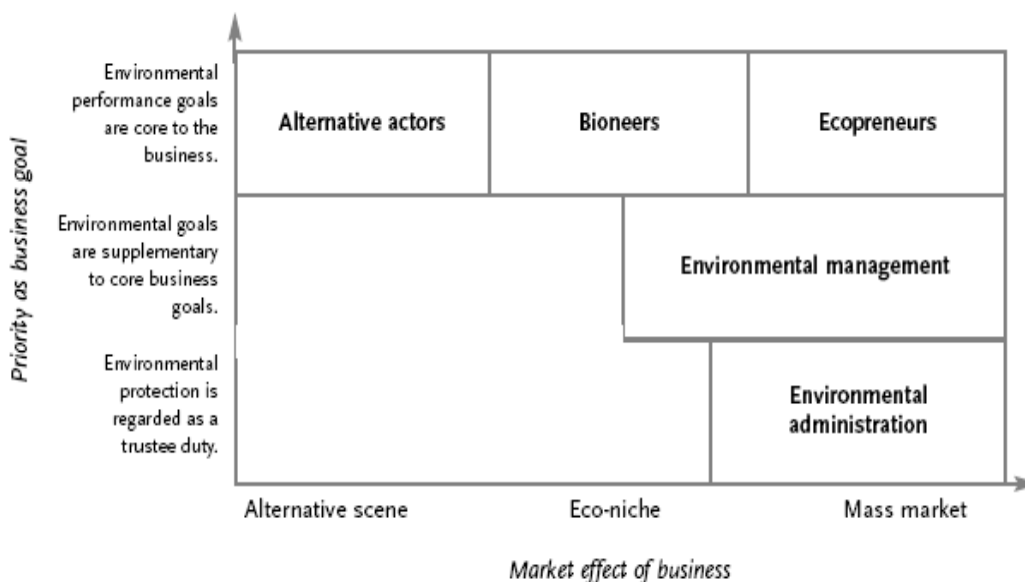 Environmental
performance goals
are core to the
business.
Alternative actors
Bioneers
Ecopreneurs
Priority as business goal
Environmental goals
are supplementary
to core business
goals.
Environmental management
Environmental
protection is
regarded as a
trustee duty.
Environmental
administration
Alternative scene
Eco-niche
Mass market
Market effect of business